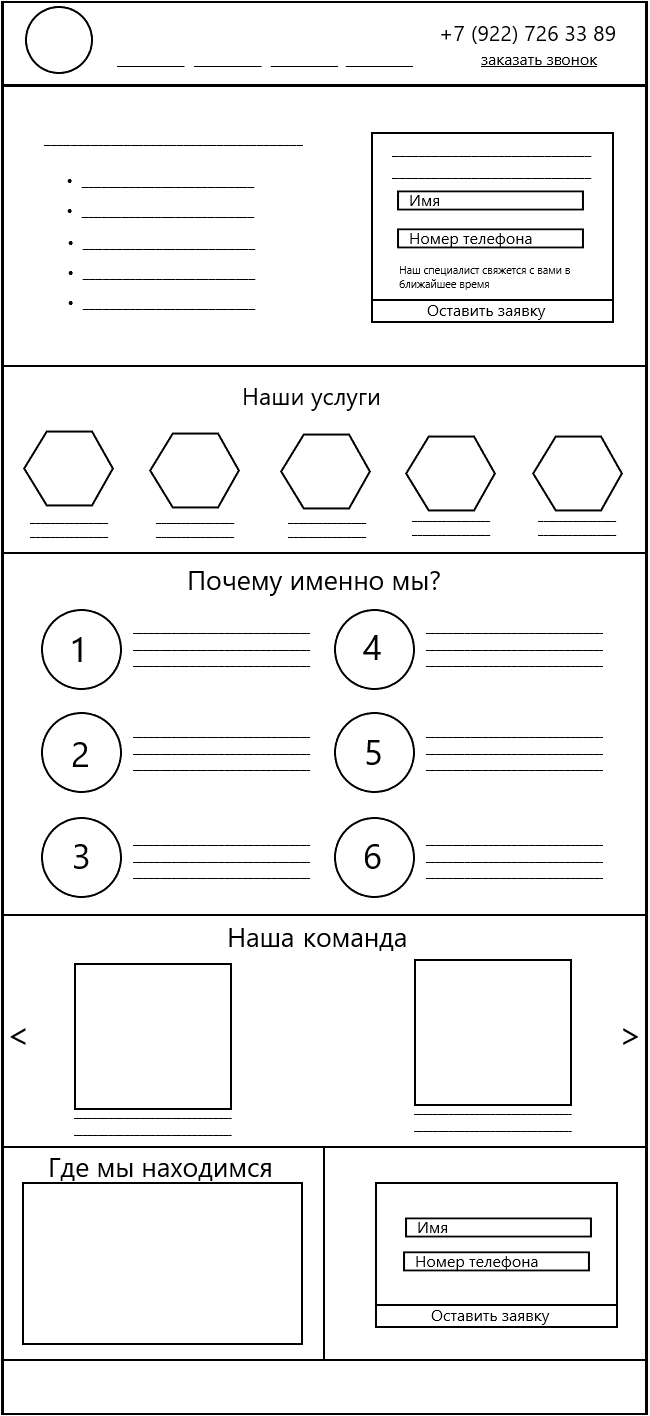 +7 (922) 726 33 89
заказать звонок
Имя
Номер телефона
Наш специалист свяжется с вами в
ближайшее время
Оставить заявку
Наши услуги
Почему именно мы?
1
4
2
5
3
6
Наша команда
<
>
Где мы находимся
Имя
Номер телефона
Оставить заявку